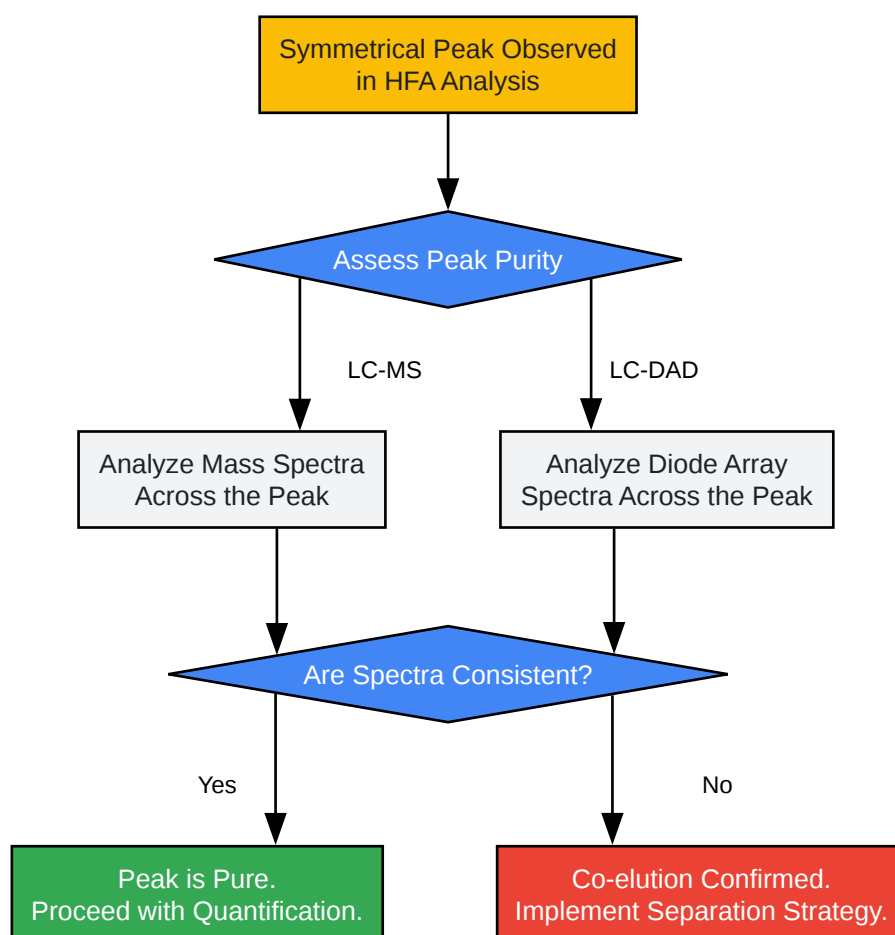 Symmetrical Peak Observed
in HFA Analysis
Assess Peak Purity
LC-MS
LC-DAD
Analyze Mass Spectra
Across the Peak
Analyze Diode Array
Spectra Across the Peak
Are Spectra Consistent?
Yes
No
Peak is Pure.
Proceed with Quantification.
Co-elution Confirmed.
Implement Separation Strategy.